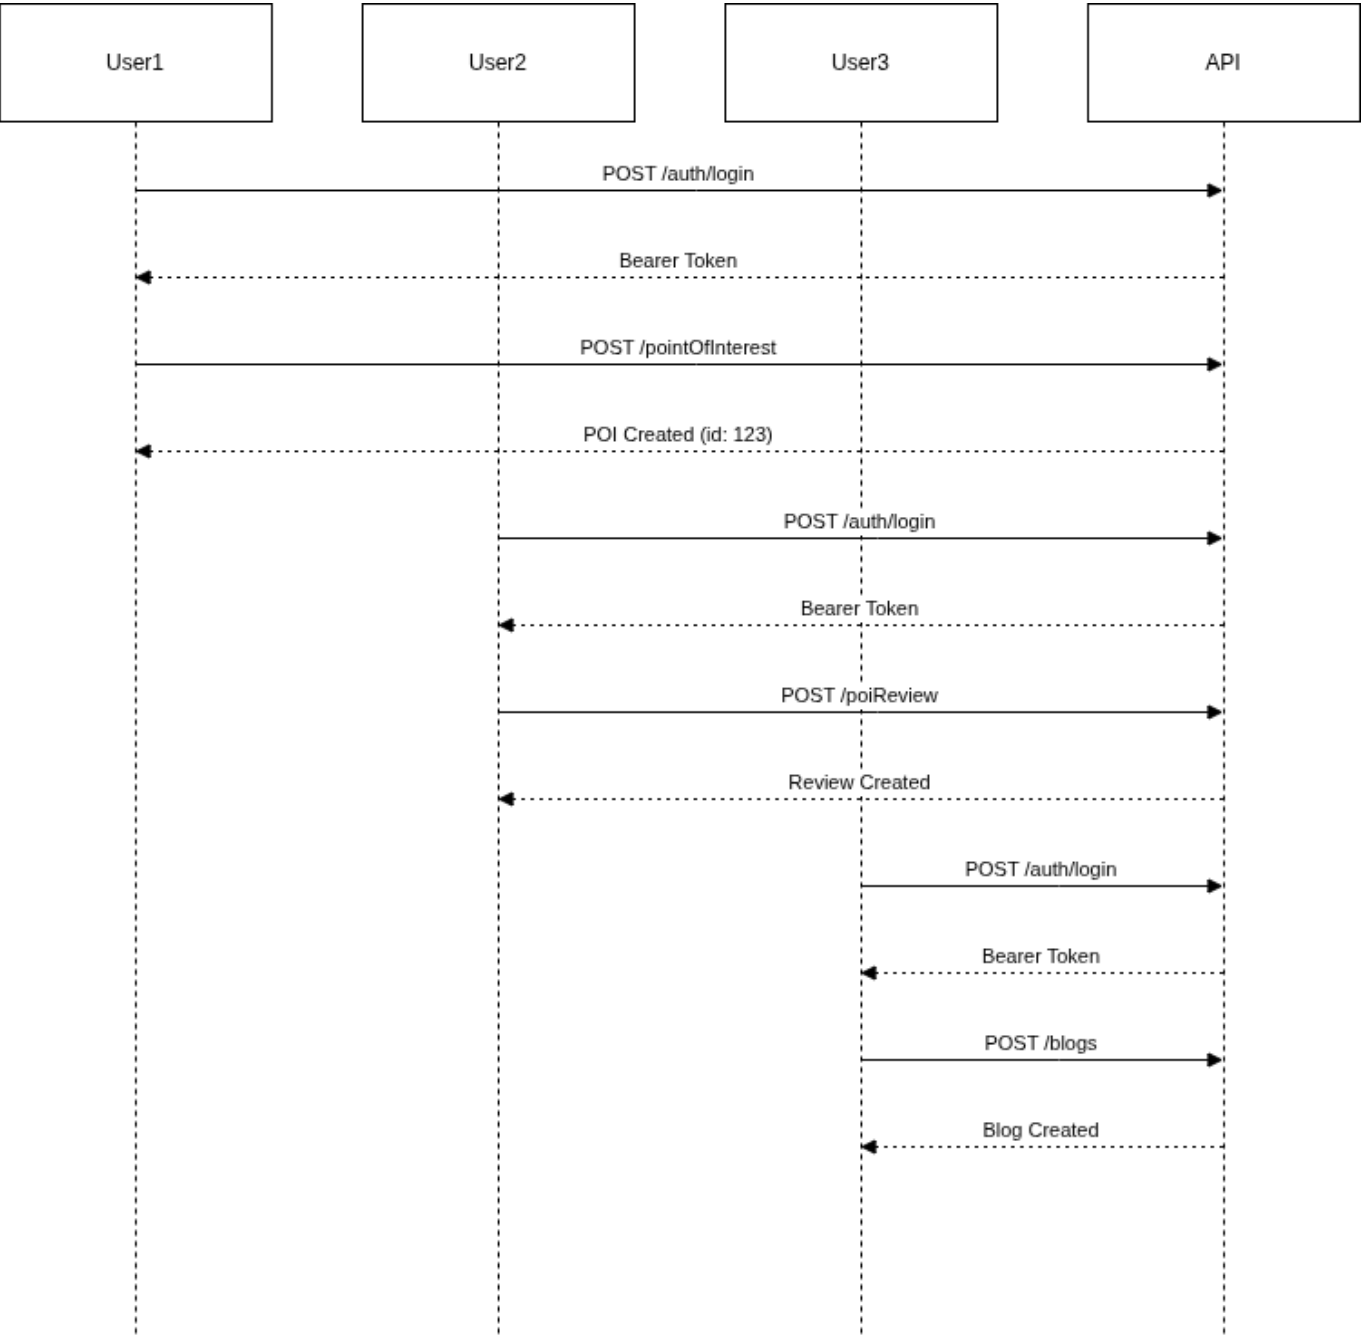 User1
User2
User3
API
POST /auth/login
Bearer Token
POST /pointOfInterest
POI Created (id: 123)
POST /auth/login
Bearer Token
POST /poiReview
Review Created
POST /auth/login
Bearer Token
POST /blogs
Blog Created